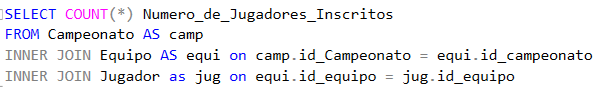 SELECT COUNT(*) Numero_de_Jugadores_Inscritos
FROM Campeonato AS camp
INNER JOIN Equipo AS equi on camp.id_Campeonato = equi.id_campeonato
INNER JOIN Jugador as jug on equi.id_equipo = jug.id_equipo